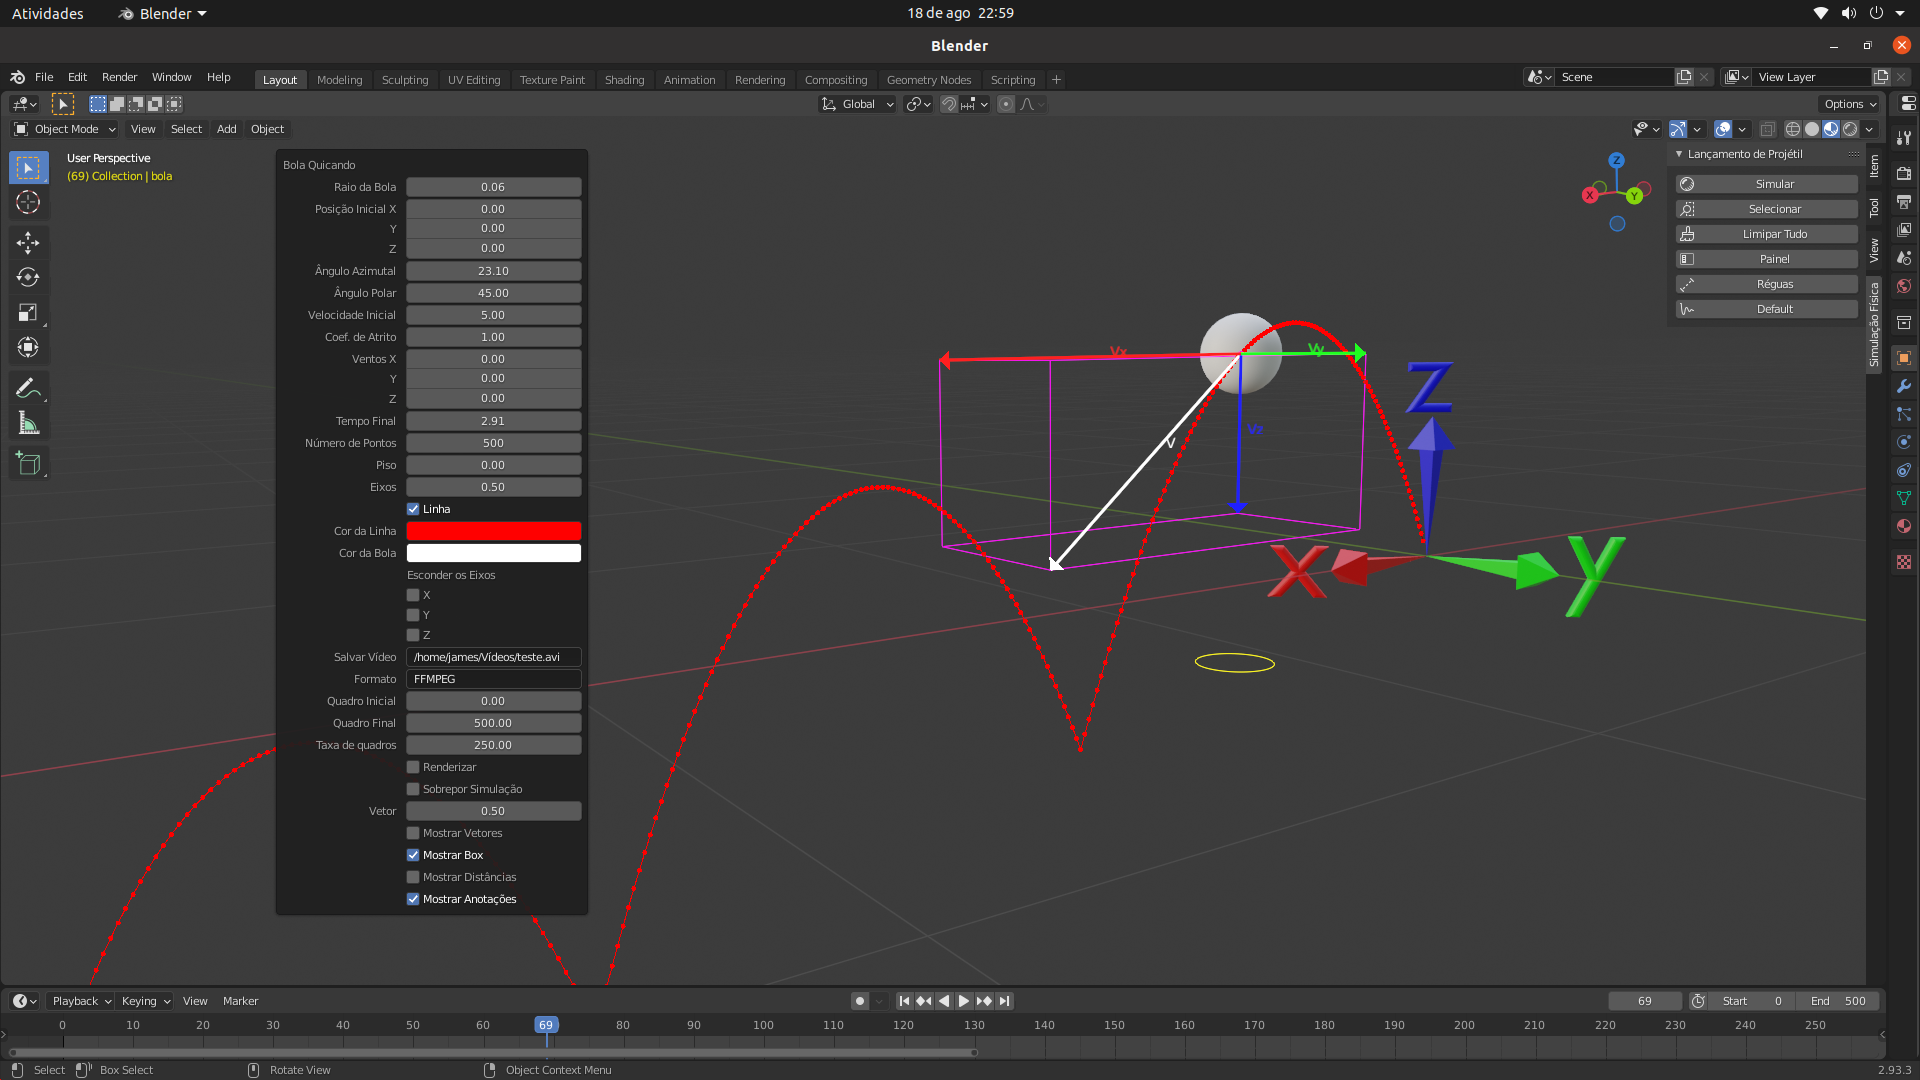 Atividades
Blender
18 de ago 22:59
Blender
File Edit Render Window Help
Layout Modeling Sculpting UV Editing Texture Paint Shading Animation Rendering Compositing Geometry Nodes Scripting +
Scene
View Layer
Global
Options
Object Mode View Select Add Object
User Perspective
(69) Collection | bola
Bola Quicando
Raio da Bola 0.06
Posição Inicial X 0.00
Y 0.00
Z 0.00
Ângulo Azimutal 23.10
Ângulo Polar 45.00
Velocidade Inicial 5.00
Coef. de Atrito 1.00
Ventos X 0.00
Y 0.00
Z 0.00
Tempo Final 2.91
Número de Pontos 500
Piso 0.00
Eixos 0.50
Linha
Cor da Linha
Cor da Bola
Esconder os Eixos
X
Y
Z
Salvar Vídeo /home/james/Vídeos/teste.avi
Formato FFMPEG
Quadro Inicial 0.00
Quadro Final 500.00
Taxa de quadros 250.00
Renderizar
Sobrepor Simulação
Vetor 0.50
Mostrar Vetores
Mostrar Box
Mostrar Distâncias
Mostrar Anotações
Vx
Vy
Vz
V
Z
X
Y
Z
X
Y
Lançamento de Projétil
Simular
Selecionar
Limipar Tudo
Painel
Réguas
Default
Item
Tool
View
Simulação Física
Playback Keying View Marker
69
Start 0
End 500
0 10 20 30 40 50 60 69 80 90 100 110 120 130 140 150 160 170 180 190 200 210 220 230 240 250
Select Box Select Rotate View Object Context Menu
2.93.3